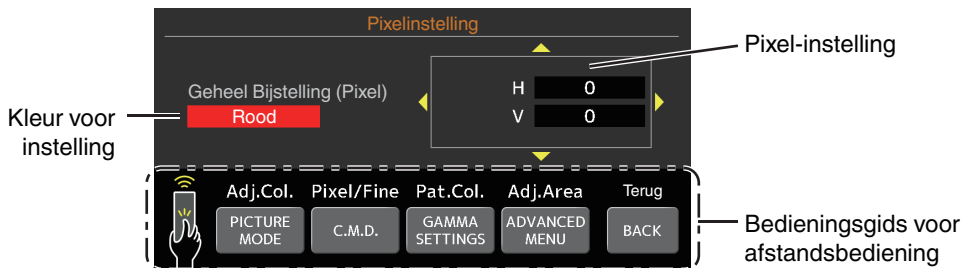 Pixelinstelling
Pixel-instelling
Geheel Bijstelling (Pixel)
Rood
H 0
V 0
Kleur voor
instelling
Adj.Col. Pixel/Fine Pat.Col. Adj.Area Terug
PICTURE
MODE
C.M.D.
GAMMA
SETTINGS
ADVANCED
MENU
BACK
Bedieningsgids voor
afstandsbediening